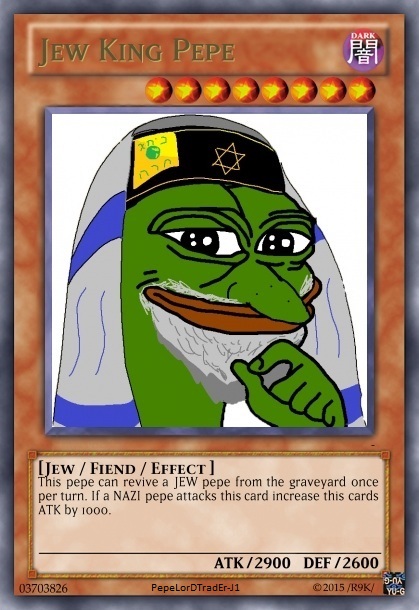 JEW KING PEPE
DARK
闇
[JEW / FIEND / EFFECT]
This pepe can revive a JEW pepe from the graveyard once
per turn. If a NAZI pepe attacks this card increase this cards
ATK by 1000.
ATK/2900 DEF/2600
03703826
PepeLorDTradEr-J1
©2015 /R9K/